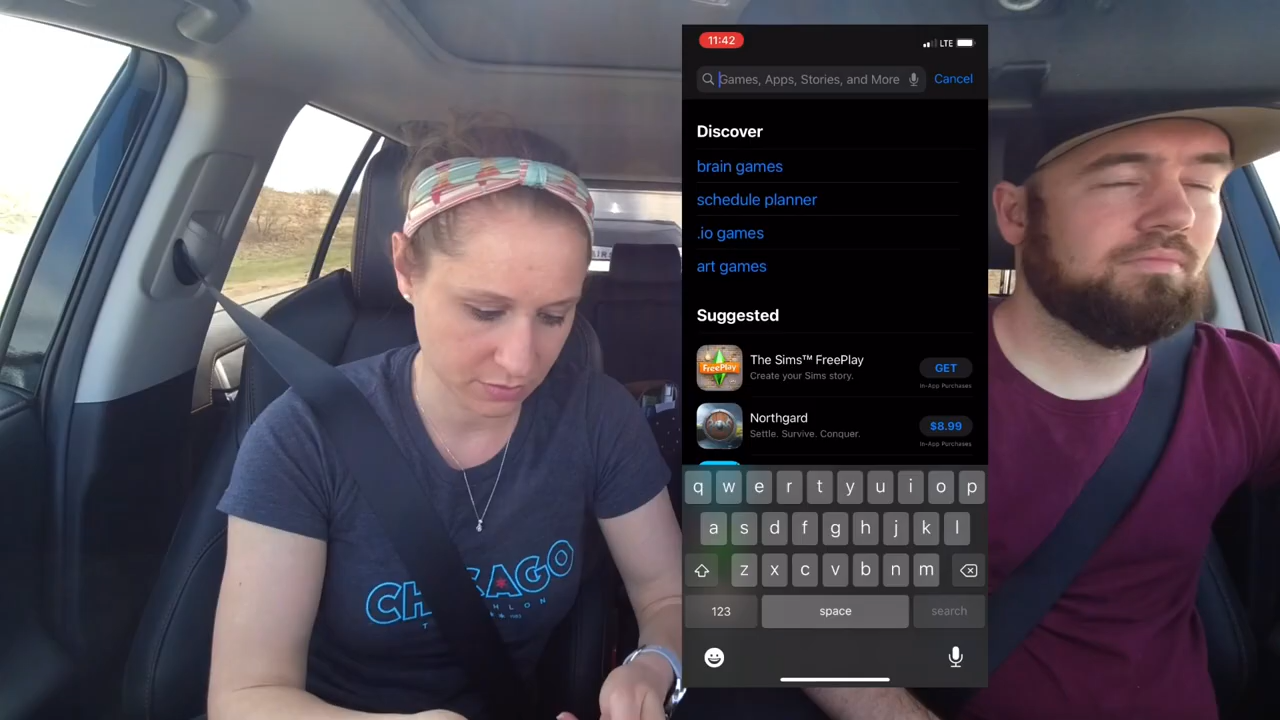 11:42
LTE
Games, Apps, Stories, and More
Cancel
Discover
brain games
schedule planner
.io games
art games
Suggested
The Sims™ FreePlay
Create your Sims story.
GET
In-App Purchases
FREEPLAY
Northgard
Settle. Survive. Conquer.
$8.99
In-App Purchases
q w e r t y u i o p
a s d f g h j k l
z x c v b n m
123
space
search
CHICAGO